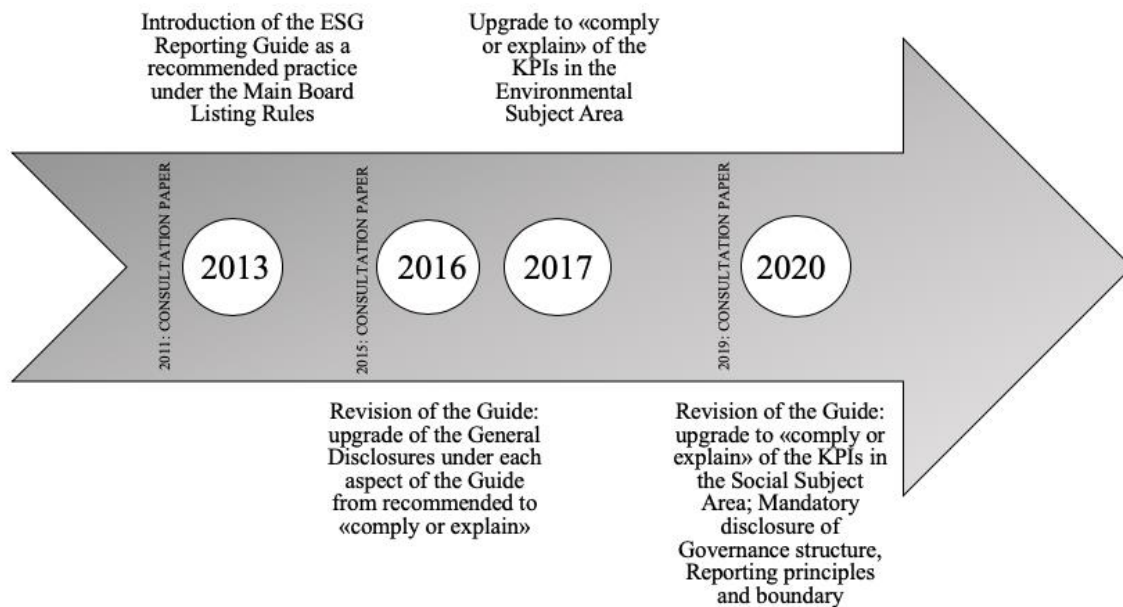 Introduction of the ESG
Reporting Guide as a
recommended practice
under the Main Board
Listing Rules
Upgrade to «comply
or explain» of the
KPIs in the
Environmental
Subject Area
2011: CONSULTATION PAPER
2013
2015: CONSULTATION PAPER
2016
2017
2019: CONSULTATION PAPER
2020
Revision of the Guide:
upgrade of the General
Disclosures under each
aspect of the Guide
from recommended to
«comply or explain»
Revision of the Guide:
upgrade to «comply or
explain» of the KPIs in
the Social Subject
Area; Mandatory
disclosure of
Governance structure,
Reporting principles
and boundary